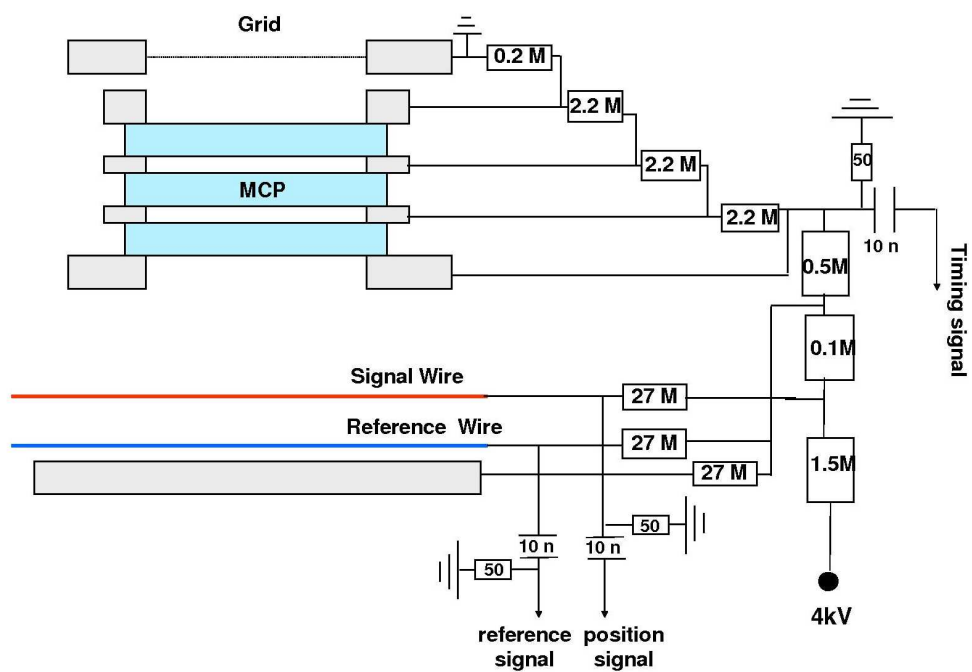 Grid
0.2 M
2.2 M
2.2 M
50
MCP
2.2 M
10 n
0.5M
Timing signal
0.1M
Signal Wire
27 M
Reference Wire
27 M
27 M
1.5M
50
10 n
10 n
50
4kV
reference
signal
position
signal